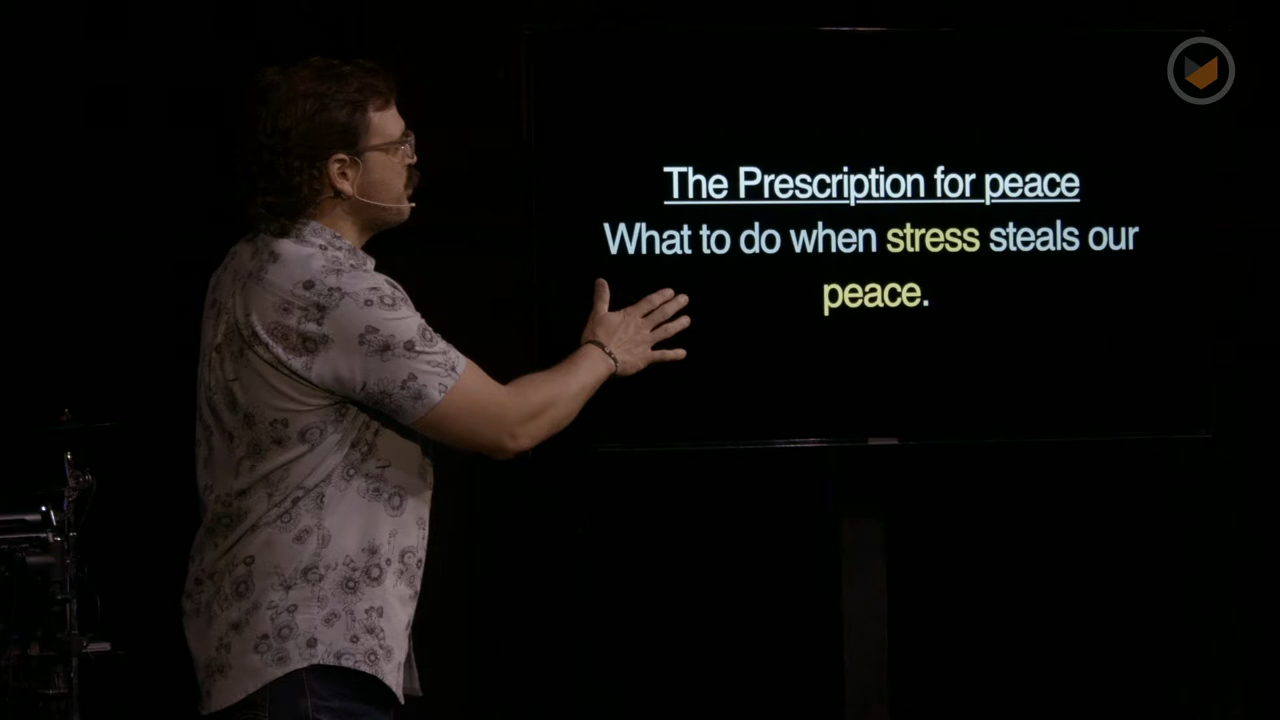 The Prescription for peace
What to do when stress steals our
peace.